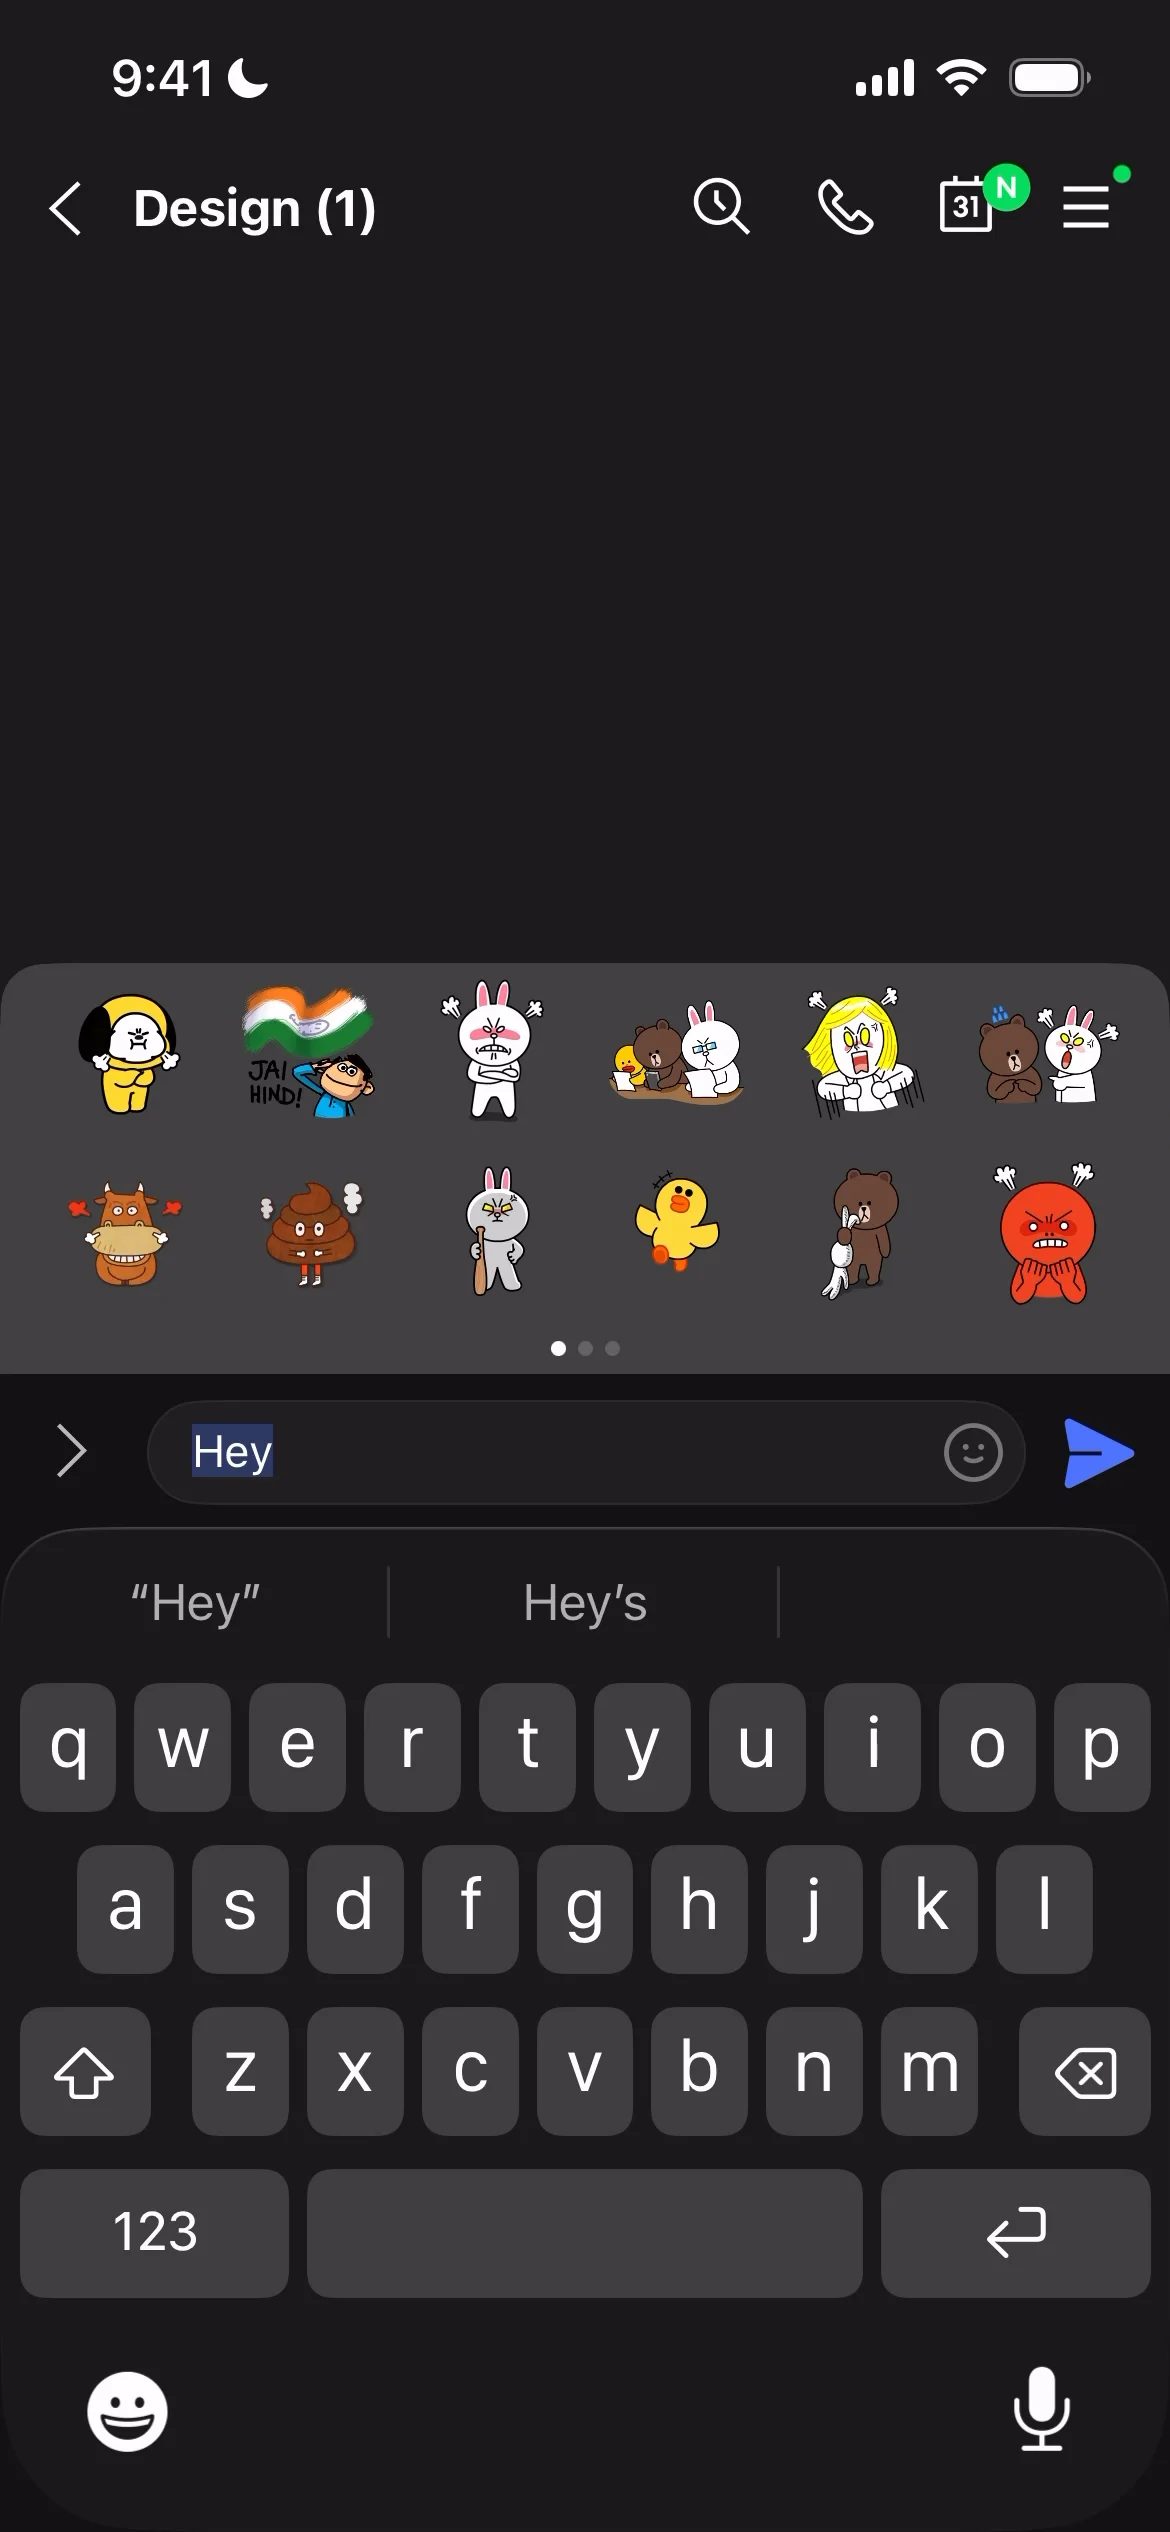 9:41
Design (1)
31
N
JAI
HIND!
Hey
“Hey”
Hey’s
q w e r t y u i o p
a s d f g h j k l
z x c v b n m
123